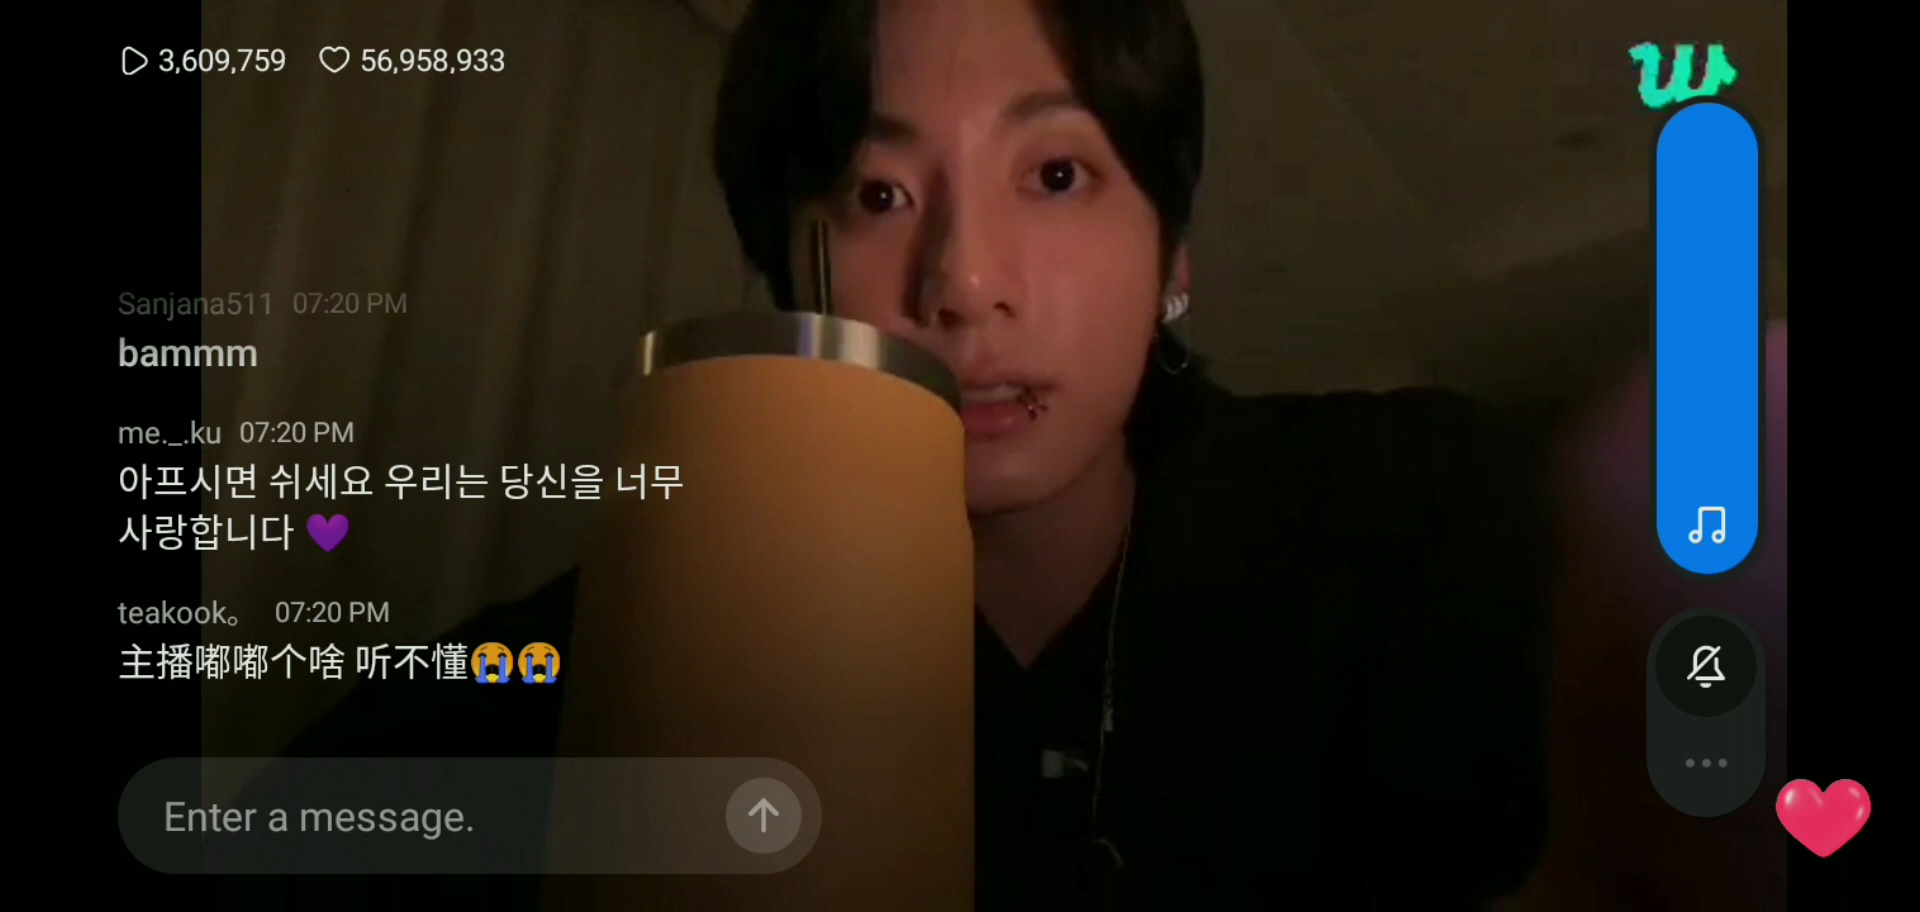 3,609,759 56,958,933
Sanjana511 07:20 PM
bammm
me._.ku 07:20 PM
아프시면 쉬세요 우리는 당신을 너무
사랑합니다 💜
teakook。 07:20 PM
主播嘟嘟个啥 听不懂😭😭
Enter a message.